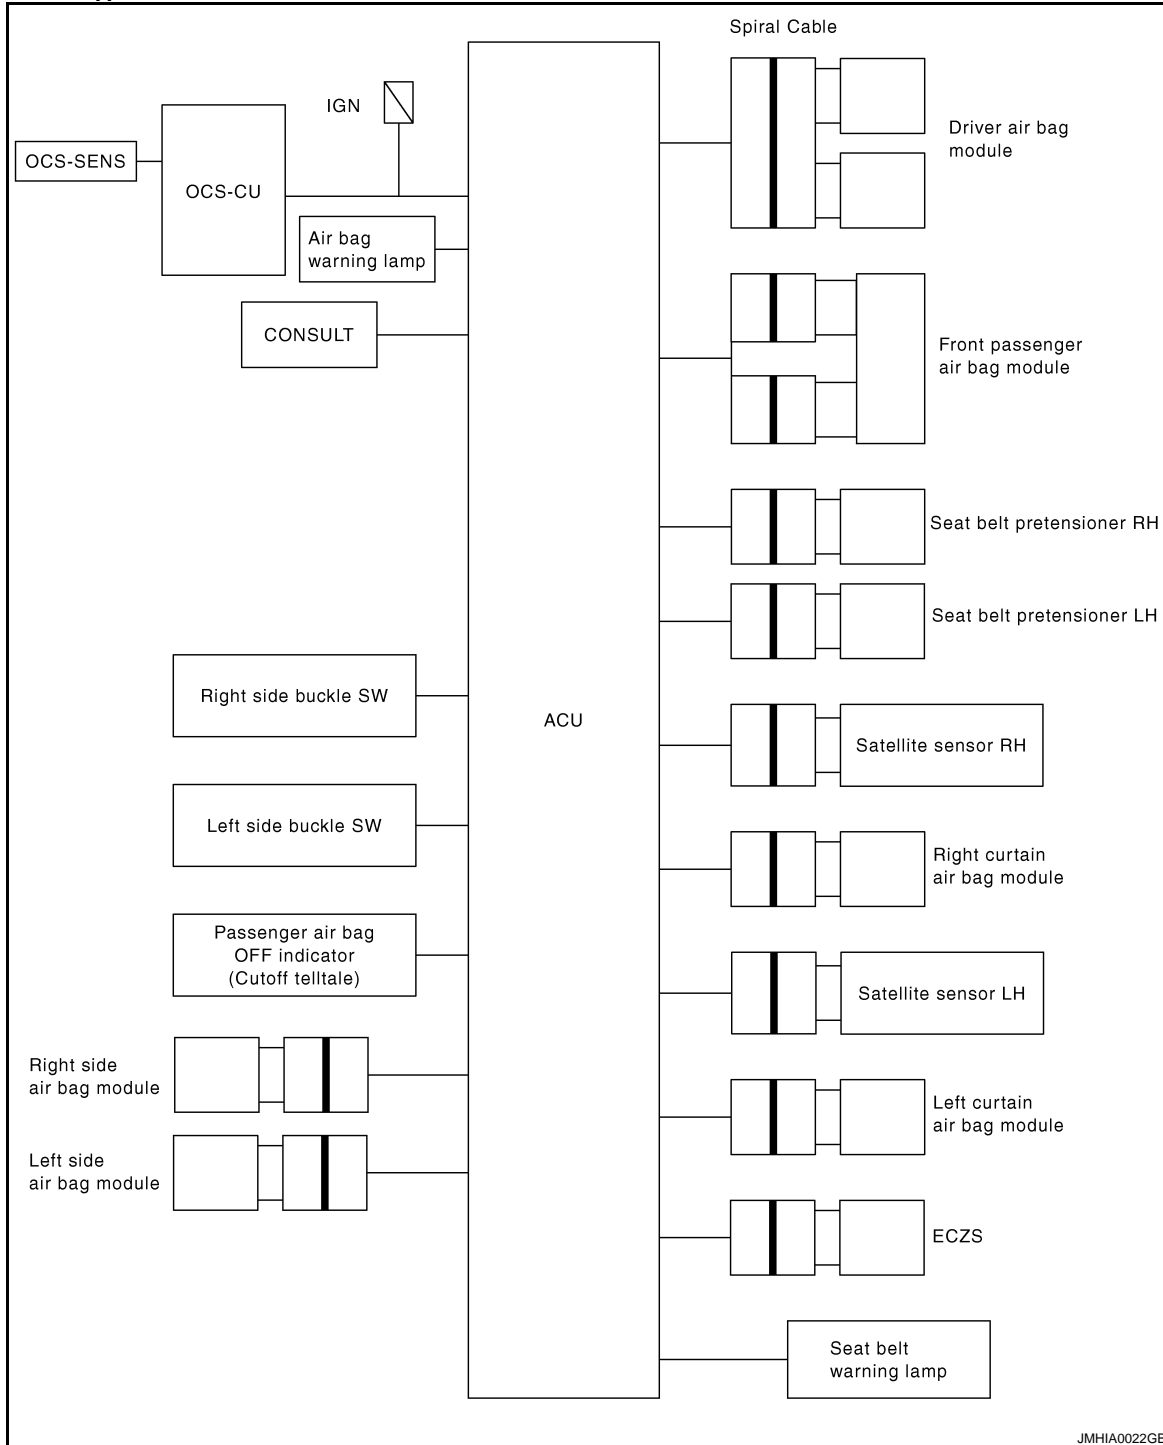 Spiral Cable
IGN
OCS-SENS
OCS-CU
Driver air bag
module
Air bag
warning lamp
CONSULT
Front passenger
air bag module
Seat belt pretensioner RH
Seat belt pretensioner LH
Right side buckle SW
ACU
Satellite sensor RH
Left side buckle SW
Right curtain
air bag module
Passenger air bag
OFF indicator
(Cutoff telltale)
Satellite sensor LH
Right side
air bag module
Left curtain
air bag module
Left side
air bag module
ECZS
Seat belt
warning lamp